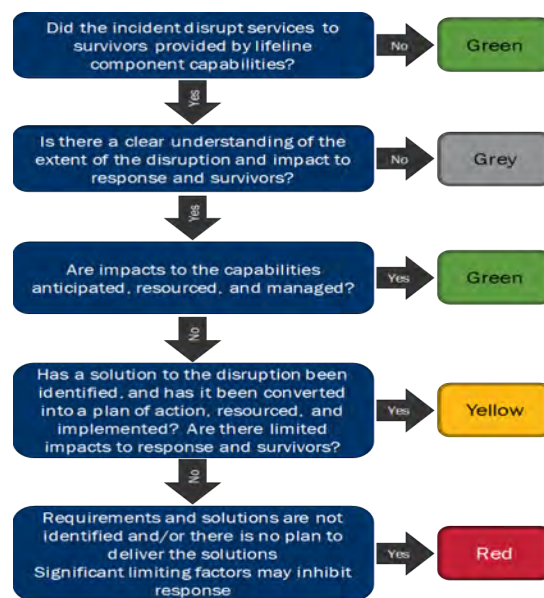 Did the incident disrupt services to
survivors provided by lifeline
component capabilities?
No
Green
Yes
Is there a clear understanding of the
extent of the disruption and impact to
response and survivors?
No
Grey
Yes
Are impacts to the capabilities
anticipated, resourced, and managed?
Yes
Green
No
Has a solution to the disruption been
identified, and has it been converted
into a plan of action, resourced, and
implemented? Are there limited
impacts to response and survivors?
Yes
Yellow
No
Requirements and solutions are not
identified and/or there is no plan to
deliver the solutions
Significant limiting factors may inhibit
response
Yes
Red